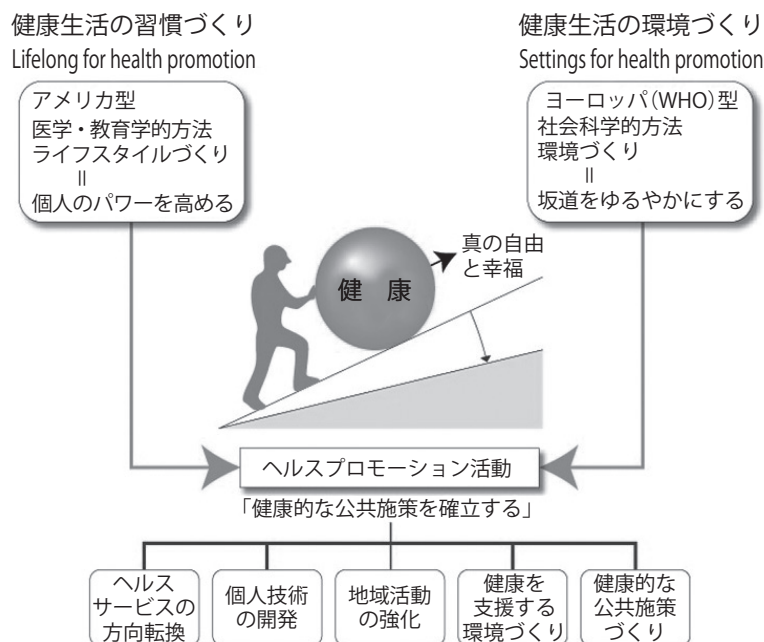 健康生活の習慣づくり
Lifelong for health promotion
アメリカ型
医学・教育学的方法
ライフスタイルづくり
॥
個人のパワーを高める
健康生活の環境づくり
Settings for health promotion
ヨーロッパ(WHO)型
社会科学的方法
環境づくり
॥
坂道をゆるやかにする
健 康
真の自由
と幸福
ヘルスプロモーション活動
「健康的な公共施策を確立する」
ヘルス
サービスの
方向転換
個人技術
の開発
地域活動
の強化
健康を
支援する
環境づくり
健康的な
公共施策
づくり